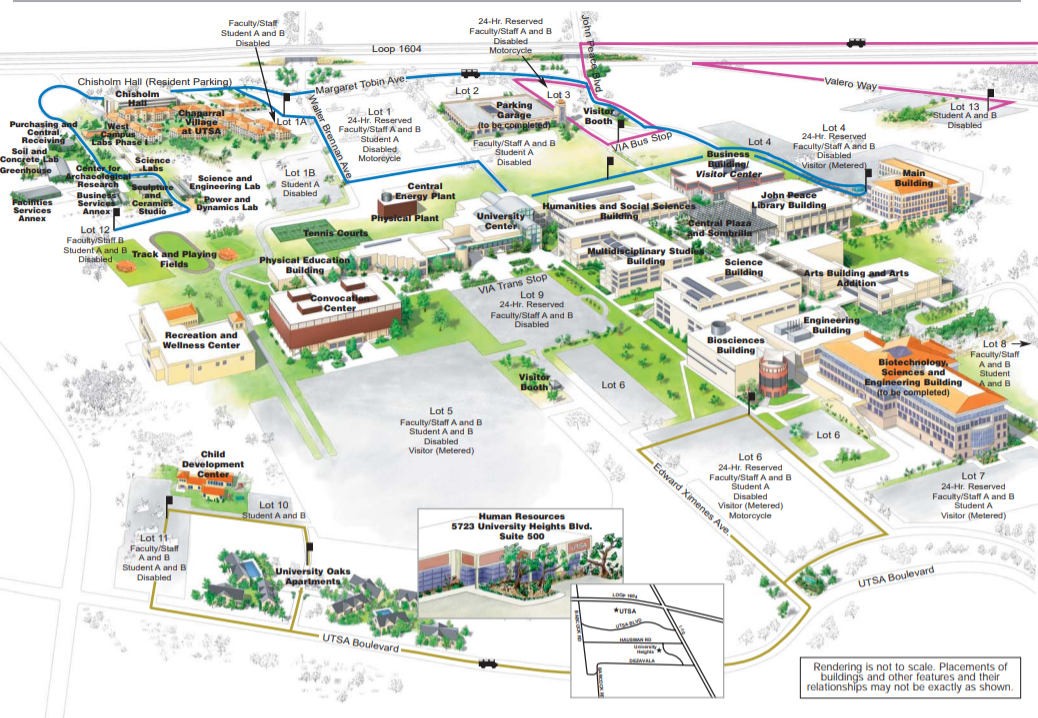 Faculty/Staff
Student A and B
Disabled
24-Hr. Reserved
Faculty/Staff A and B
Disabled
Motorcycle
John Peace Blvd
Loop 1604
Chisholm Hall (Resident Parking)
Margaret Tobin Ave
Valero Way
Chisholm
Hall
Chaparral
Village
at UTSA
Lot 1A
Walter Brennan Ave
Lot 1
24-Hr. Reserved
Faculty/Staff A and B
Student A
Disabled
Motorcycle
Lot 2
Parking
Garage
(to be completed)
Faculty/Staff A and B
Student A
Disabled
Lot 3
Visitor
Booth
VIA Bus Stop
Lot 13
Student A and B
Disabled
Lot 4
24-Hr. Reserved
Faculty/Staff A and B
Disabled
Visitor (Metered)
Lot 4
Purchasing and
Central
Receiving
Soil and
Concrete Lab
Greenhouse
West
Campus
Labs Phase I
Science
Labs
Center for
Archaeological
Research
Business
Services
Annex
Sculpture
and
Ceramics
Studio
Science and
Engineering Lab
Power and
Dynamics Lab
Facilities
Services
Annex
Lot 1B
Student A
Disabled
Lot 12
Faculty/Staff B
Student A and B
Disabled
Track and Playing
Fields
Central
Energy Plant
Physical Plant
Tennis Courts
University
Center
Humanities and Social Sciences
Building
Business
Building/
Visitor Center
John Peace
Library Building
Main
Building
Central Plaza
and Sombrilla
Multidisciplinary Studies
Building
Science
Building
Arts Building and Arts
Addition
Physical Education
Building
Convocation
Center
VIA Trans Stop
Lot 9
24-Hr. Reserved
Faculty/Staff A and B
Disabled
Recreation and
Wellness Center
Engineering
Building
Biosciences
Building
Lot 8
Faculty/Staff
A and B
Student
A and B
Biotechnology,
Sciences and
Engineering Building
(to be completed)
Visitor
Booth
Lot 6
Lot 5
Faculty/Staff A and B
Student A and B
Disabled
Visitor (Metered)
Lot 6
Lot 6
24-Hr. Reserved
Faculty/Staff A and B
Student A
Disabled
Visitor (Metered)
Motorcycle
Lot 7
24-Hr. Reserved
Faculty/Staff A and B
Student A
Visitor (Metered)
Edward Ximenes Ave.
Child
Development
Center
Lot 10
Student A and B
Lot 11
Faculty/Staff
A and B
Student A and B
Disabled
University Oaks
Apartments
Human Resources
5723 University Heights Blvd.
Suite 500
UTSA
UTSA Boulevard
UTSA Boulevard
LOOP 1604
BABCOCK RD
UTSA
UTSA BLVD
I-10
HAUSMAN RD
University
Heights
DEZAVALA
BABCOCK RD
Rendering is not to scale. Placements of
buildings and other features and their
relationships may not be exactly as shown.